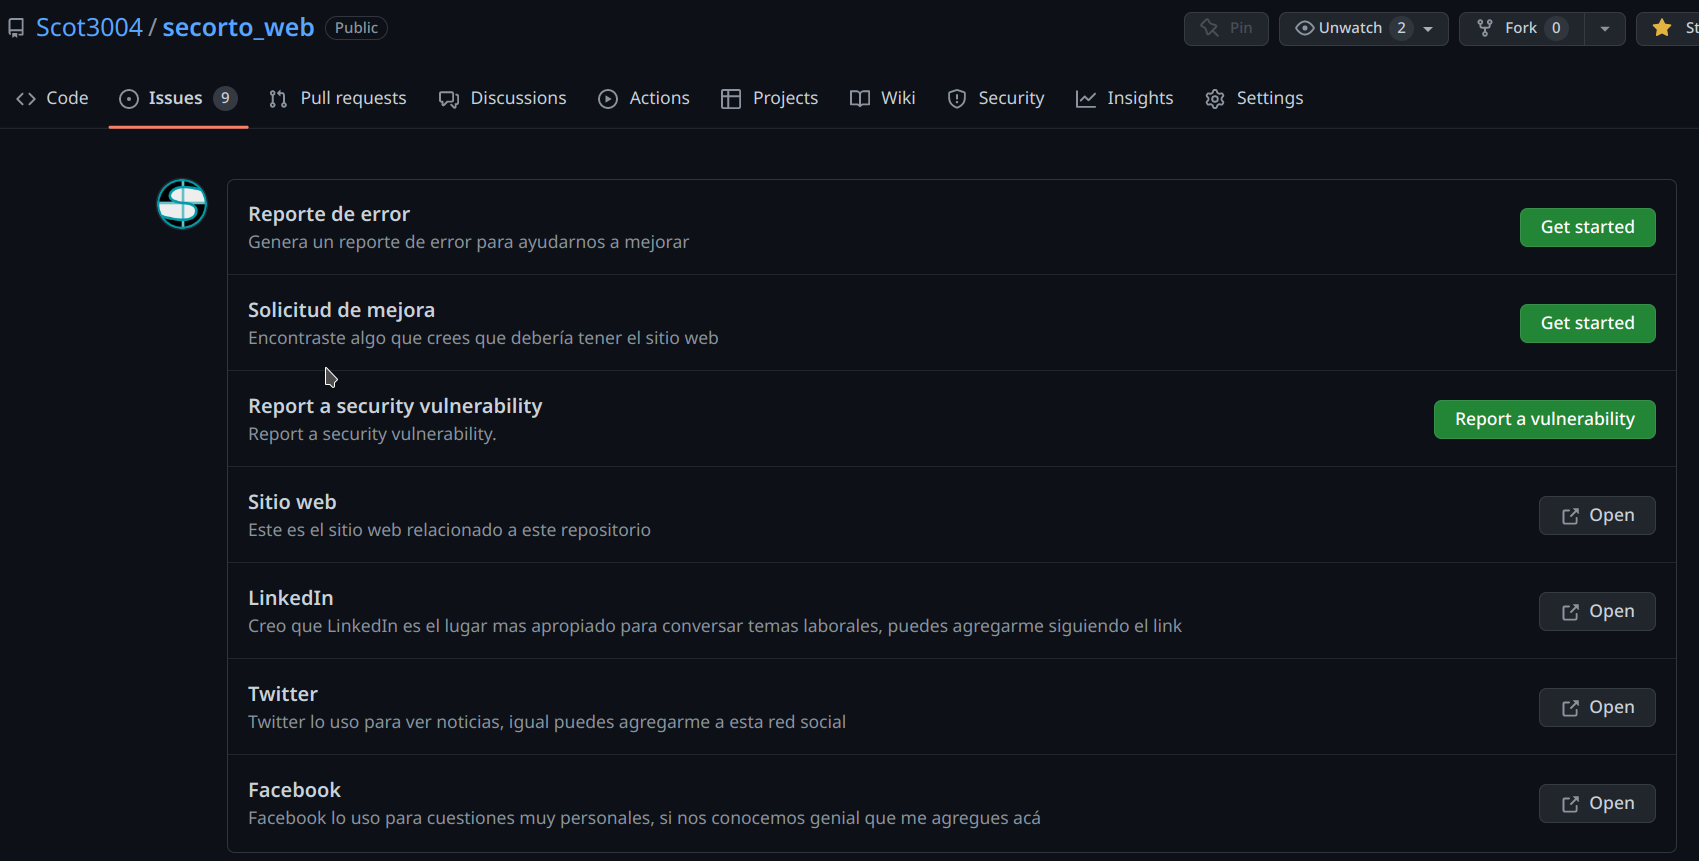 Scot3004 / secorto_web Public Pin Unwatch 2 Fork 0
Code Issues 9 Pull requests Discussions Actions Projects Wiki Security Insights Settings
Reporte de error
Genera un reporte de error para ayudarnos a mejorar
Get started
Solicitud de mejora
Encontraste algo que crees que debería tener el sitio web
Get started
Report a security vulnerability
Report a security vulnerability.
Report a vulnerability
Sitio web
Este es el sitio web relacionado a este repositorio
Open
LinkedIn
Creo que LinkedIn es el lugar mas apropiado para conversar temas laborales, puedes agregarme siguiendo el link
Open
Twitter
Twitter lo uso para ver noticias, igual puedes agregarme a esta red social
Open
Facebook
Facebook lo uso para cuestiones muy personales, si nos conocemos genial que me agregues acá
Open